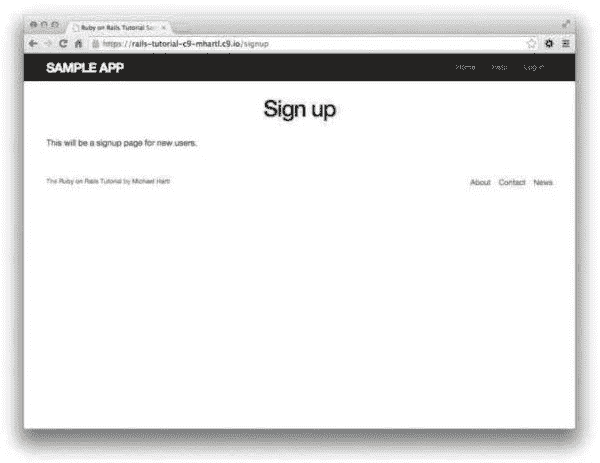 Ruby on Rails Tutorial Sa
https://rails-tutorial-c9-mhartl.c9.io/signup
SAMPLE APP
Home Help Log in
Sign up
This will be a signup page for new users.
The Ruby on Rails Tutorial by Michael Hartl
About Contact News